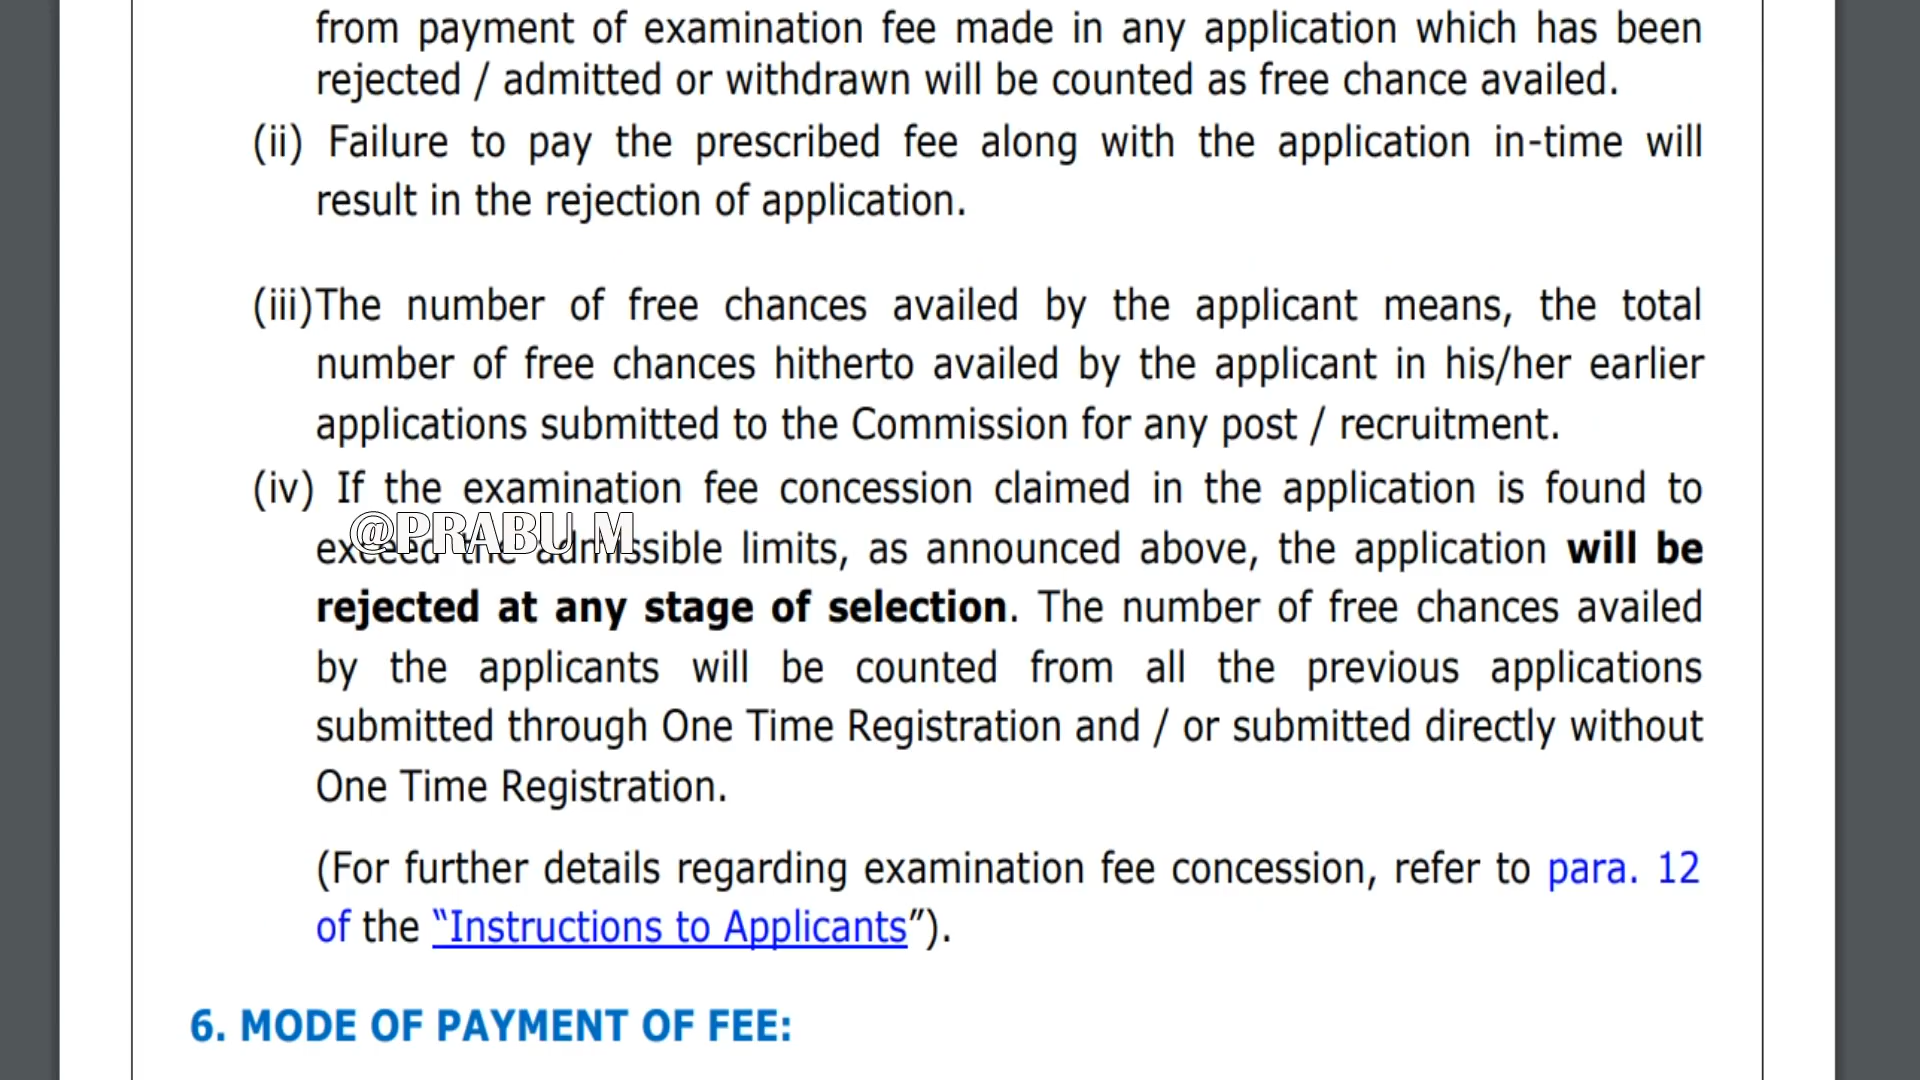 from payment of examination fee made in any application which has been
rejected / admitted or withdrawn will be counted as free chance availed.
(ii) Failure to pay the prescribed fee along with the application in-time will
result in the rejection of application.
(iii)The number of free chances availed by the applicant means, the total
number of free chances hitherto availed by the applicant in his/her earlier
applications submitted to the Commission for any post / recruitment.
(iv) If the examination fee concession claimed in the application is found to
@PRABU M
exceed the admissible limits, as announced above, the application will be
rejected at any stage of selection. The number of free chances availed
by the applicants will be counted from all the previous applications
submitted through One Time Registration and / or submitted directly without
One Time Registration.
(For further details regarding examination fee concession, refer to para. 12
of the “Instructions to Applicants”).
6. MODE OF PAYMENT OF FEE: